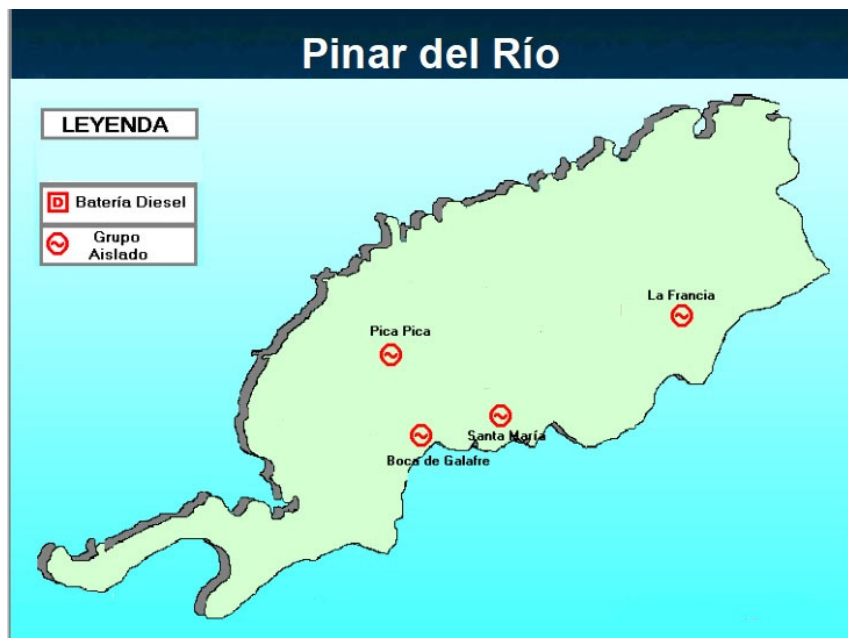 Pinar del Río
LEYENDA
D Batería Diesel
Grupo
Aislado
La Francia
Pica Pica
Santa María
Boca de Galafre